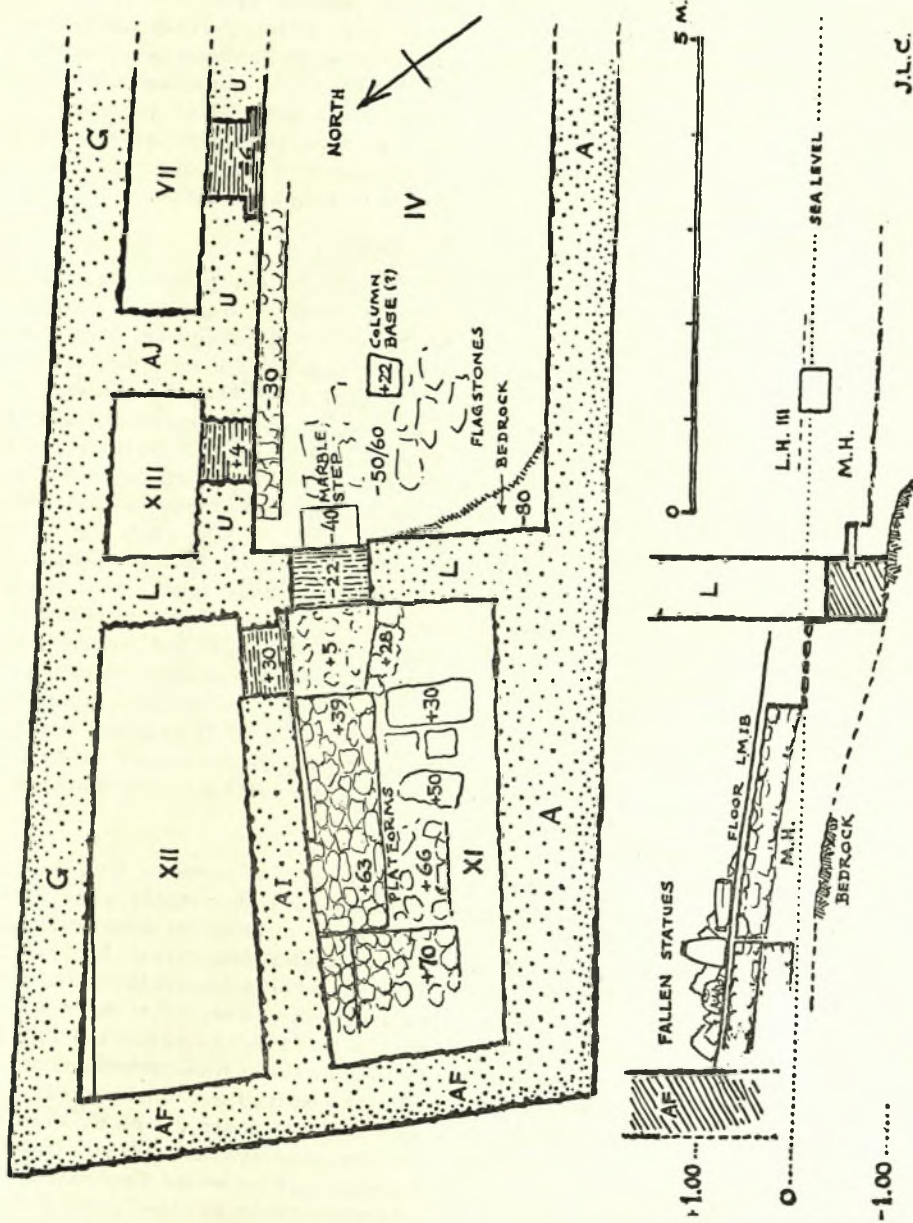 G
G
VII
U
NORTH
AJ
XIII
U
U
+4
-6
L
XII
+30
AI
30
MARBLE
STEP
-40
-22
L
IV
-50/60
+22
COLUMN
BASE (?)
FLAGSTONES
BEDROCK
-80
+5
+28
+39
+63
PLATFORMS
+30
+50
+66
+70
XI
AF
AF
A
A
FALLEN STATUES
AF
FLOOR L.M.IB
M.H.
BEDROCK
L
L.H. III
M.H.
SEA LEVEL
0
5 M.
+1.00
0
-1.00
J.L.C.